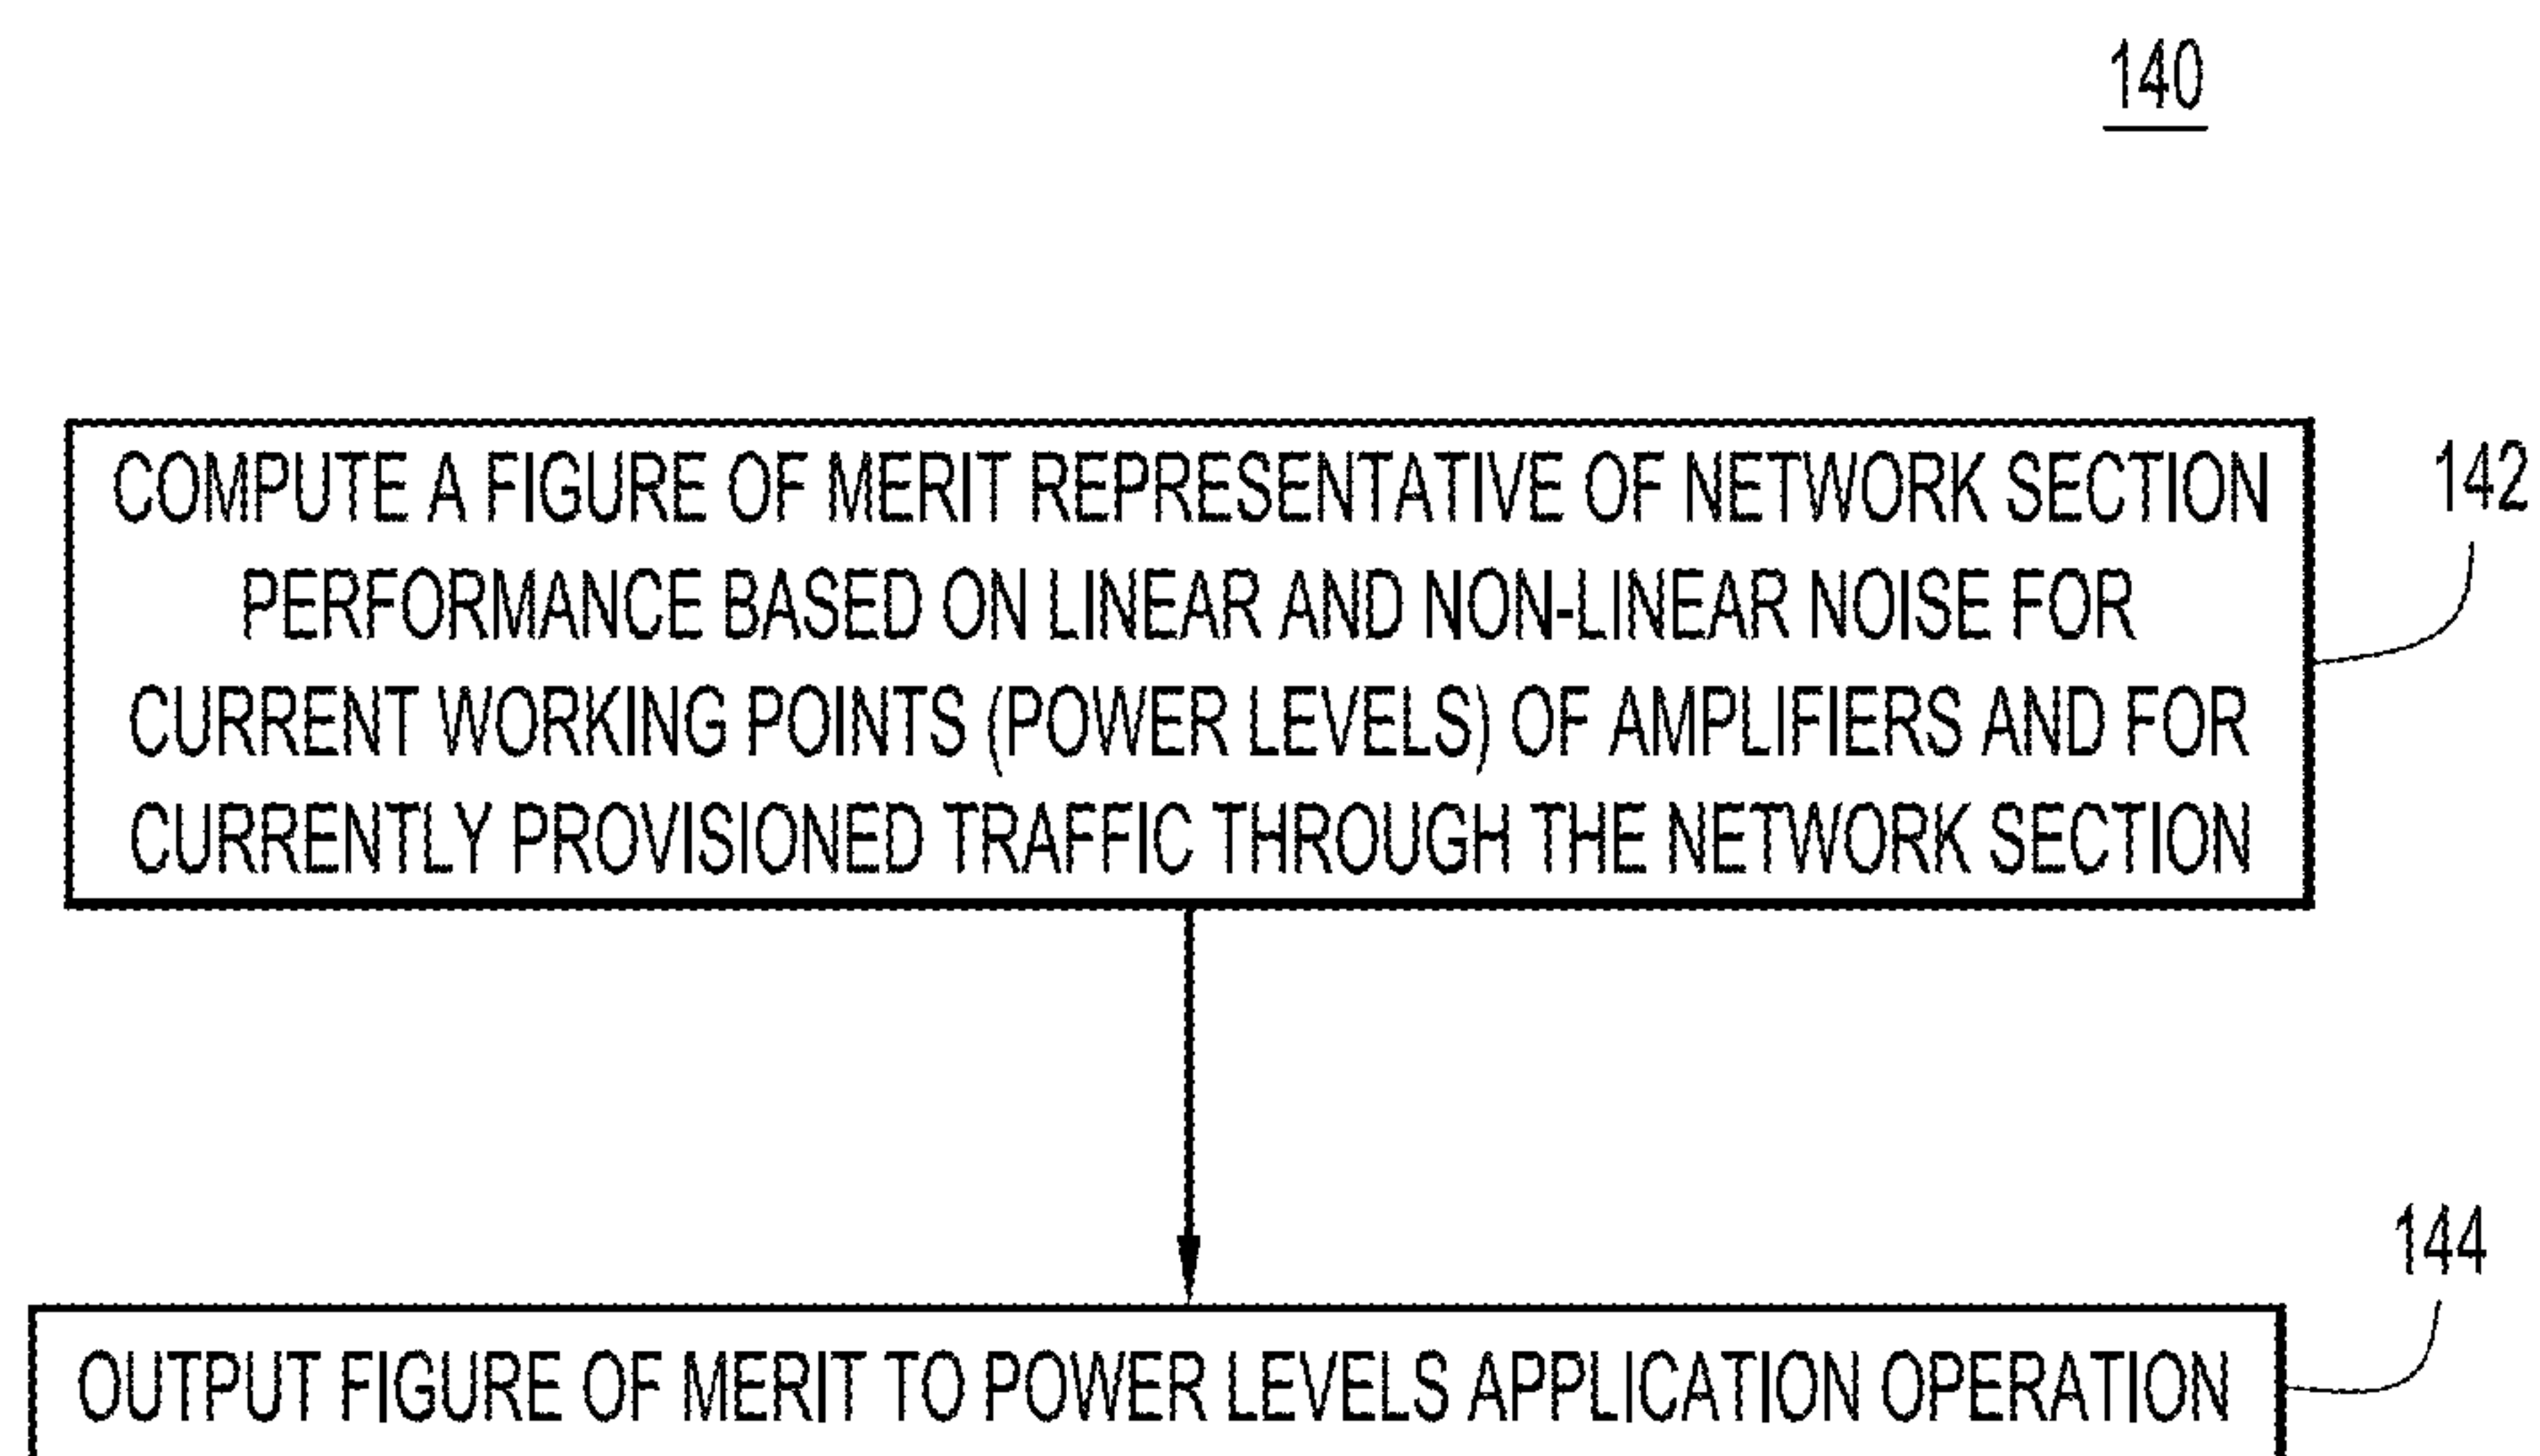 140
COMPUTE A FIGURE OF MERIT REPRESENTATIVE OF NETWORK SECTION
PERFORMANCE BASED ON LINEAR AND NON-LINEAR NOISE FOR
CURRENT WORKING POINTS (POWER LEVELS) OF AMPLIFIERS AND FOR
CURRENTLY PROVISIONED TRAFFIC THROUGH THE NETWORK SECTION
142
144
OUTPUT FIGURE OF MERIT TO POWER LEVELS APPLICATION OPERATION